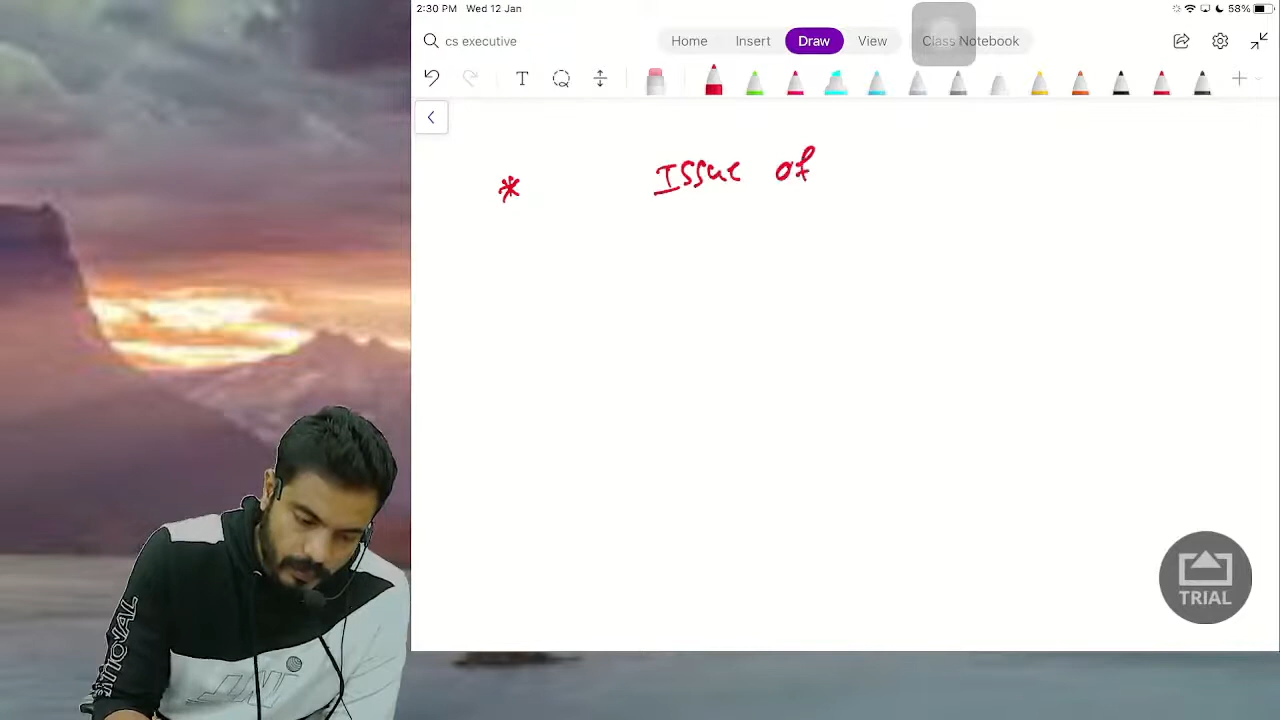 2:30 PM Wed 12 Jan 58%
cs executive Home Insert Draw View Class Notebook
T
* Issue of
TRIAL